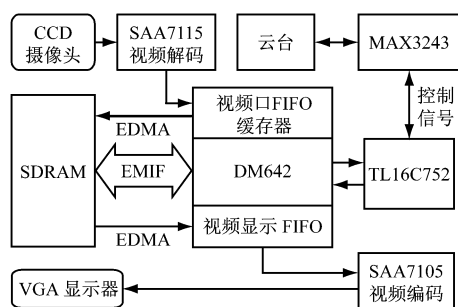 CCD
摄像头
SAA7115
视频解码
云台
MAX3243
控制
信号
视频口FIFO
缓存器
EDMA
SDRAM
EMIF
DM642
TL16C752
视频显示 FIFO
EDMA
SAA7105
视频编码
VGA 显示器